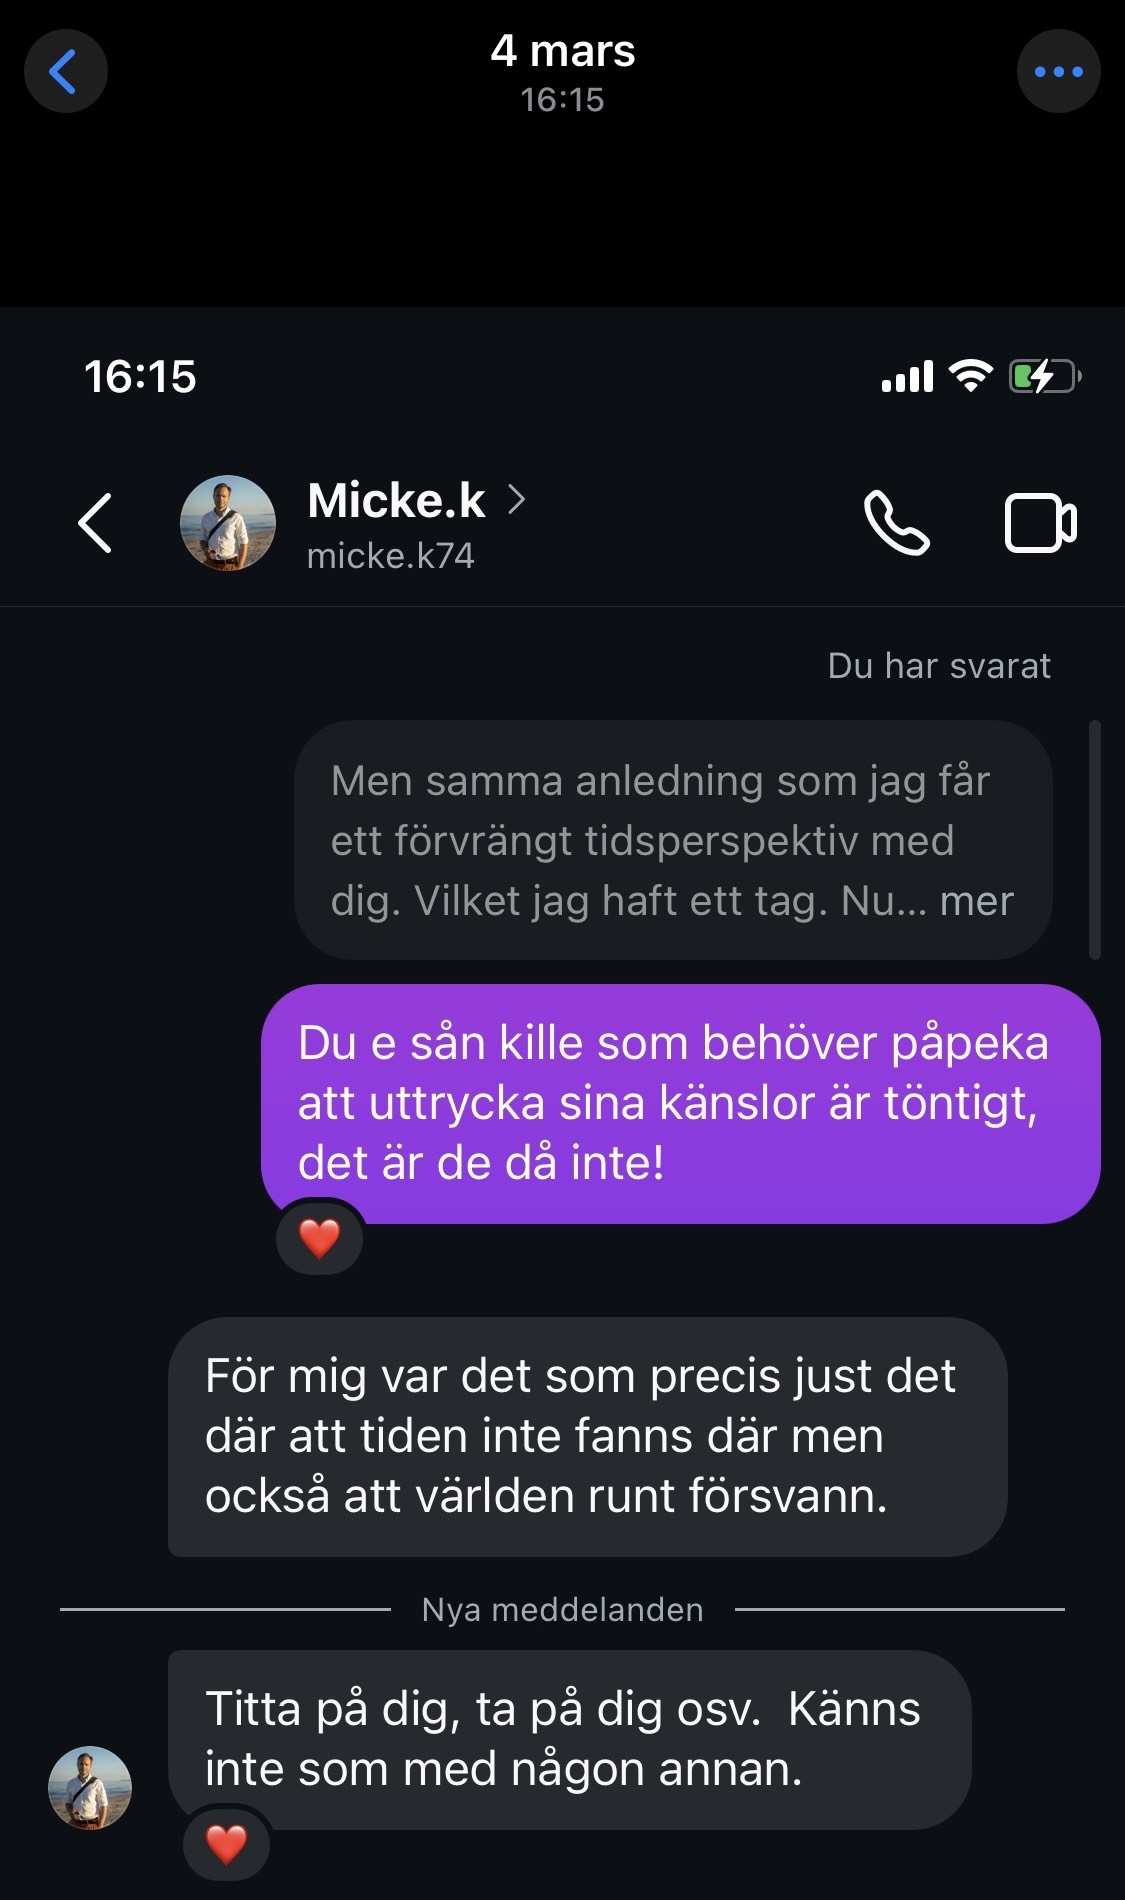 4 mars
16:15
16:15
Micke.k
micke.k74
Du har svarat
Men samma anledning som jag får
ett förvrängt tidsperspektiv med
dig. Vilket jag haft ett tag. Nu... mer
Du e sån kille som behöver påpeka
att uttrycka sina känslor är töntigt,
det är de då inte!
För mig var det som precis just det
där att tiden inte fanns där men
också att världen runt försvann.
Nya meddelanden
Titta på dig, ta på dig osv.  Känns
inte som med någon annan.